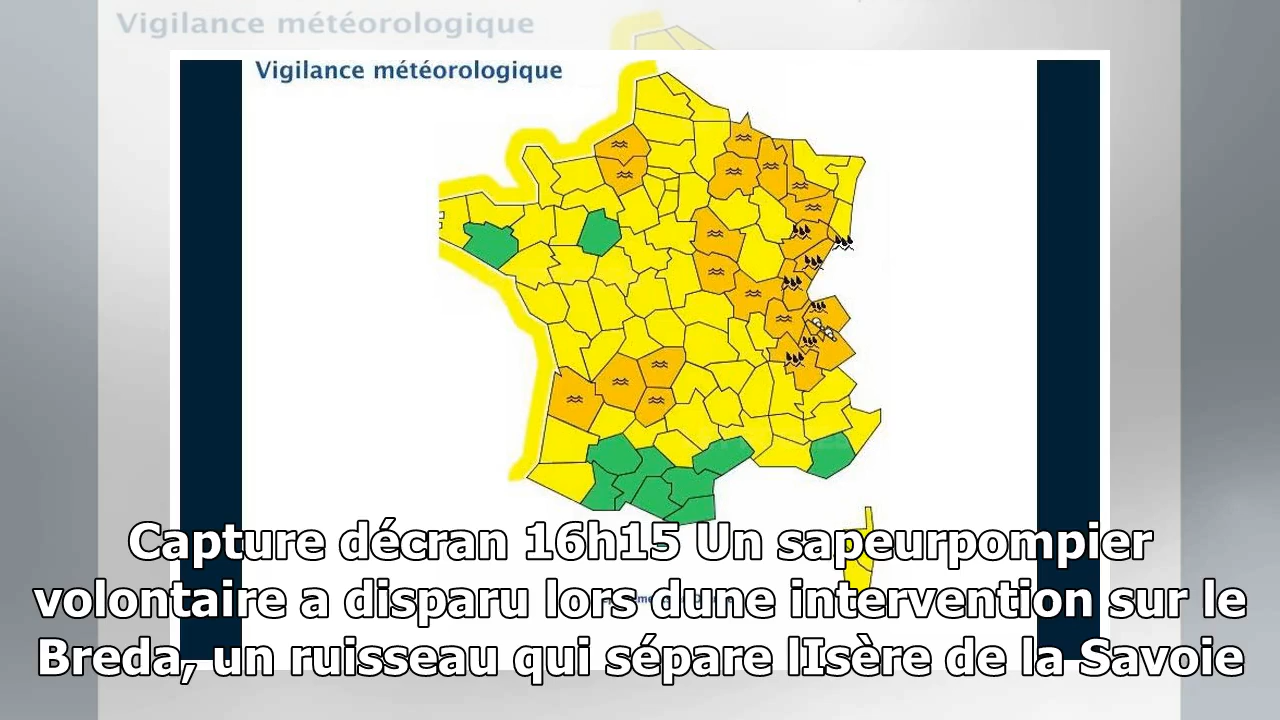 Vigilance météorologique
Vigilance météorologique
Capture décran 16h15 Un sapeurpompier
volontaire a disparu lors dune intervention sur le
Breda, un ruisseau qui sépare lIsère de la Savoie